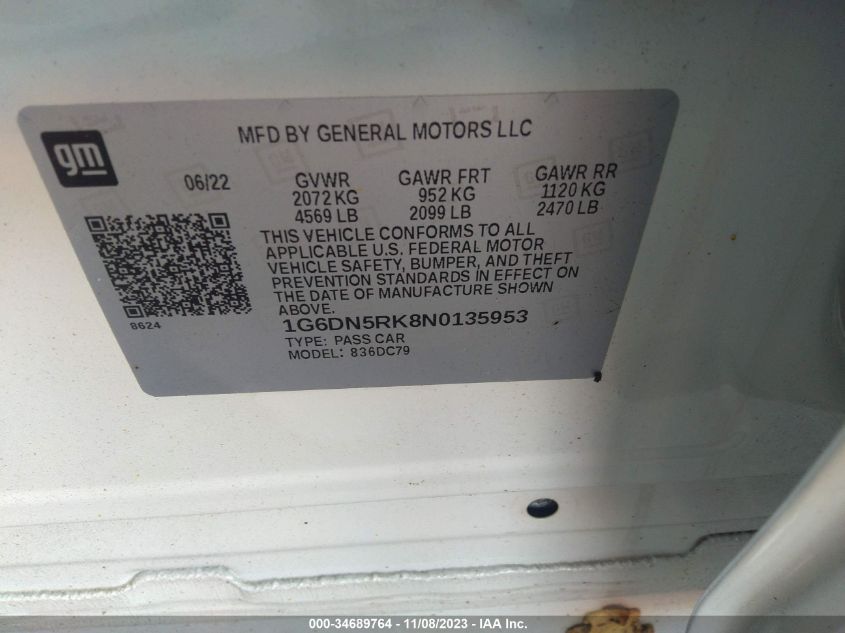 MFD BY GENERAL MOTORS LLC
gm
06/22
GVWR
2072 KG
4569 LB
GAWR FRT
952 KG
2099 LB
GAWR RR
1120 KG
2470 LB
THIS VEHICLE CONFORMS TO ALL
APPLICABLE U.S. FEDERAL MOTOR
VEHICLE SAFETY, BUMPER, AND THEFT
PREVENTION STANDARDS IN EFFECT ON
THE DATE OF MANUFACTURE SHOWN
ABOVE.
8624
1G6DN5RK8N0135953
TYPE: PASS CAR
MODEL: 836DC79
000-34689764 | 11/08/2023 - IAA Inc.